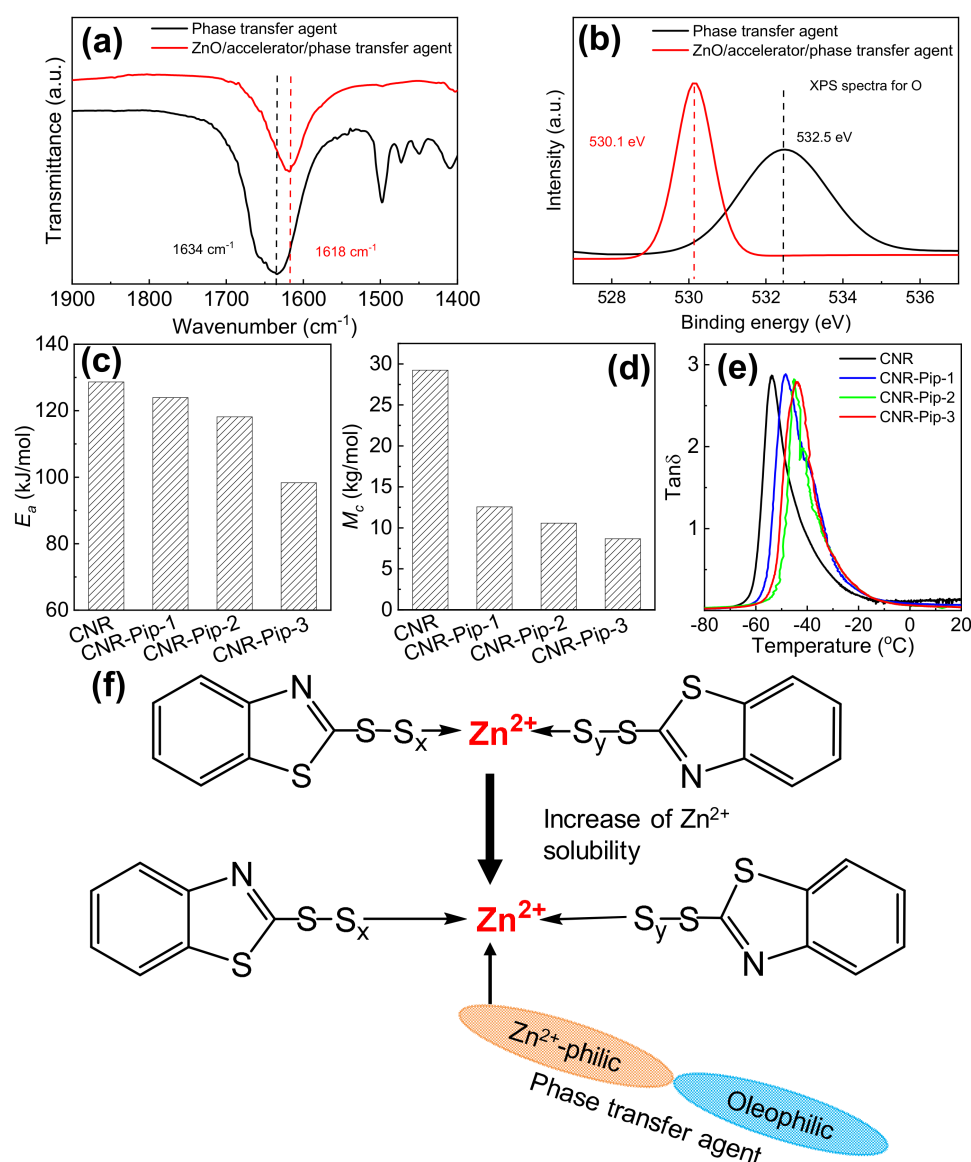 (a)
Phase transfer agent
ZnO/accelerator/phase transfer agent
Transmittance (a.u.)
1634 cm⁻¹
1618 cm⁻¹
1900 1800 1700 1600 1500 1400
Wavenumber (cm⁻¹)
(b)
Phase transfer agent
ZnO/accelerator/phase transfer agent
XPS spectra for O
530.1 eV
532.5 eV
Intensity (a.u.)
528 530 532 534 536
Binding energy (eV)
(c)
Eₐ (kJ/mol)
140
120
100
80
60
CNR
CNR-Pip-1
CNR-Pip-2
CNR-Pip-3
(d)
M_c (kg/mol)
30
25
20
15
10
5
0
CNR
CNR-Pip-1
CNR-Pip-2
CNR-Pip-3
(e)
CNR
CNR-Pip-1
CNR-Pip-2
CNR-Pip-3
Tanδ
3
2
1
-80 -60 -40 -20 0 20
Temperature (°C)
(f)
N S S Sₓ Zn²⁺ S_y S S N
Increase of Zn²⁺
solubility
N S S Sₓ Zn²⁺ S_y S S N
Zn²⁺-philic
Oleophilic
Phase transfer agent